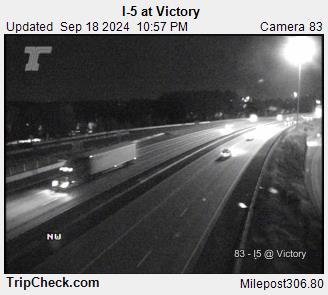 I-5 at Victory
Updated Sep 18 2024 10:57 PM Camera 83
T
NW
83 - I5 @ Victory
TripCheck.com Milepost306.80